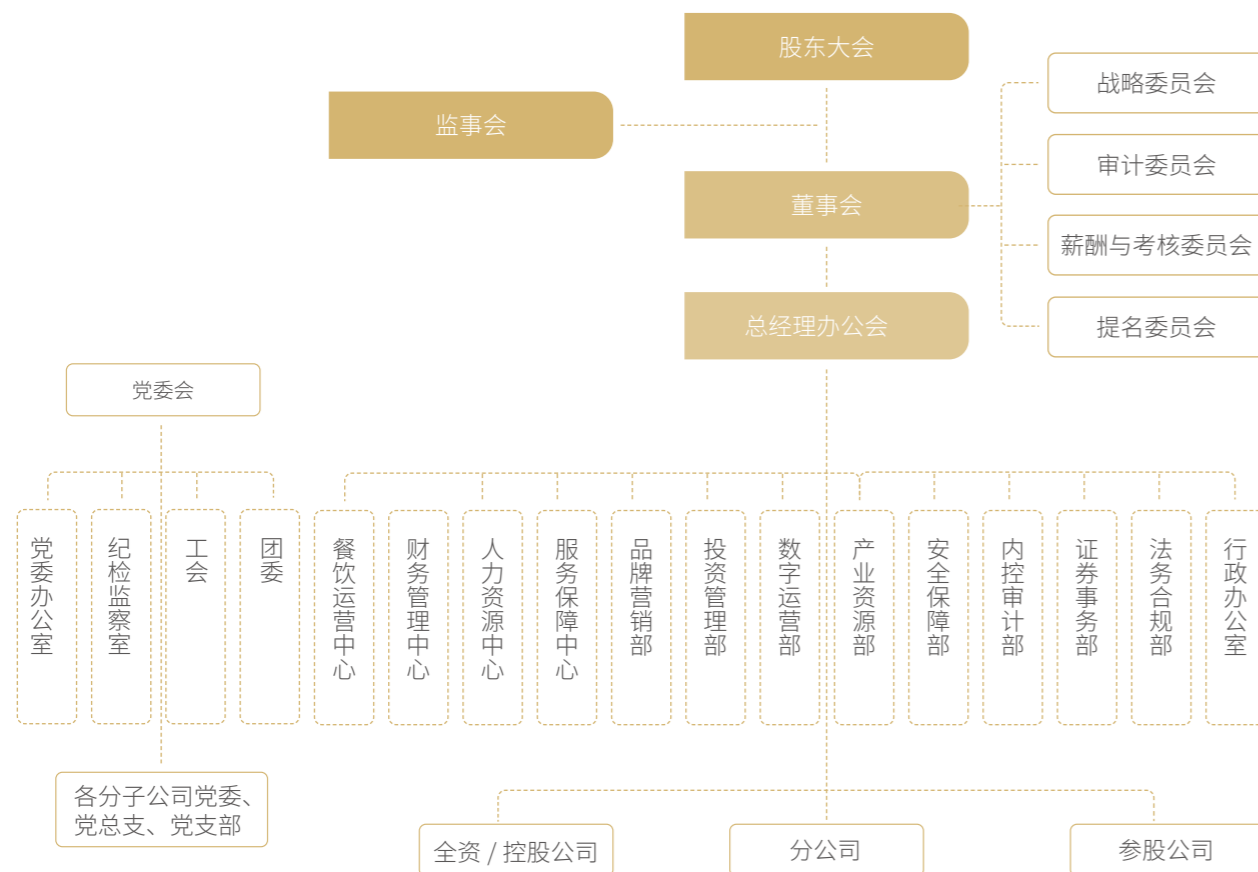 股东大会
监事会
战略委员会
审计委员会
董事会
薪酬与考核委员会
总经理办公会
提名委员会
党委会
党委办公室
纪检监察室
工会
团委
餐饮运营中心
财务管理中心
人力资源中心
服务保障中心
品牌营销部
投资管理部
数字运营部
产业资源部
安全保障部
内控审计部
证券事务部
法务合规部
行政办公室
各分子公司党委、
党总支、党支部
全资 / 控股公司
分公司
参股公司